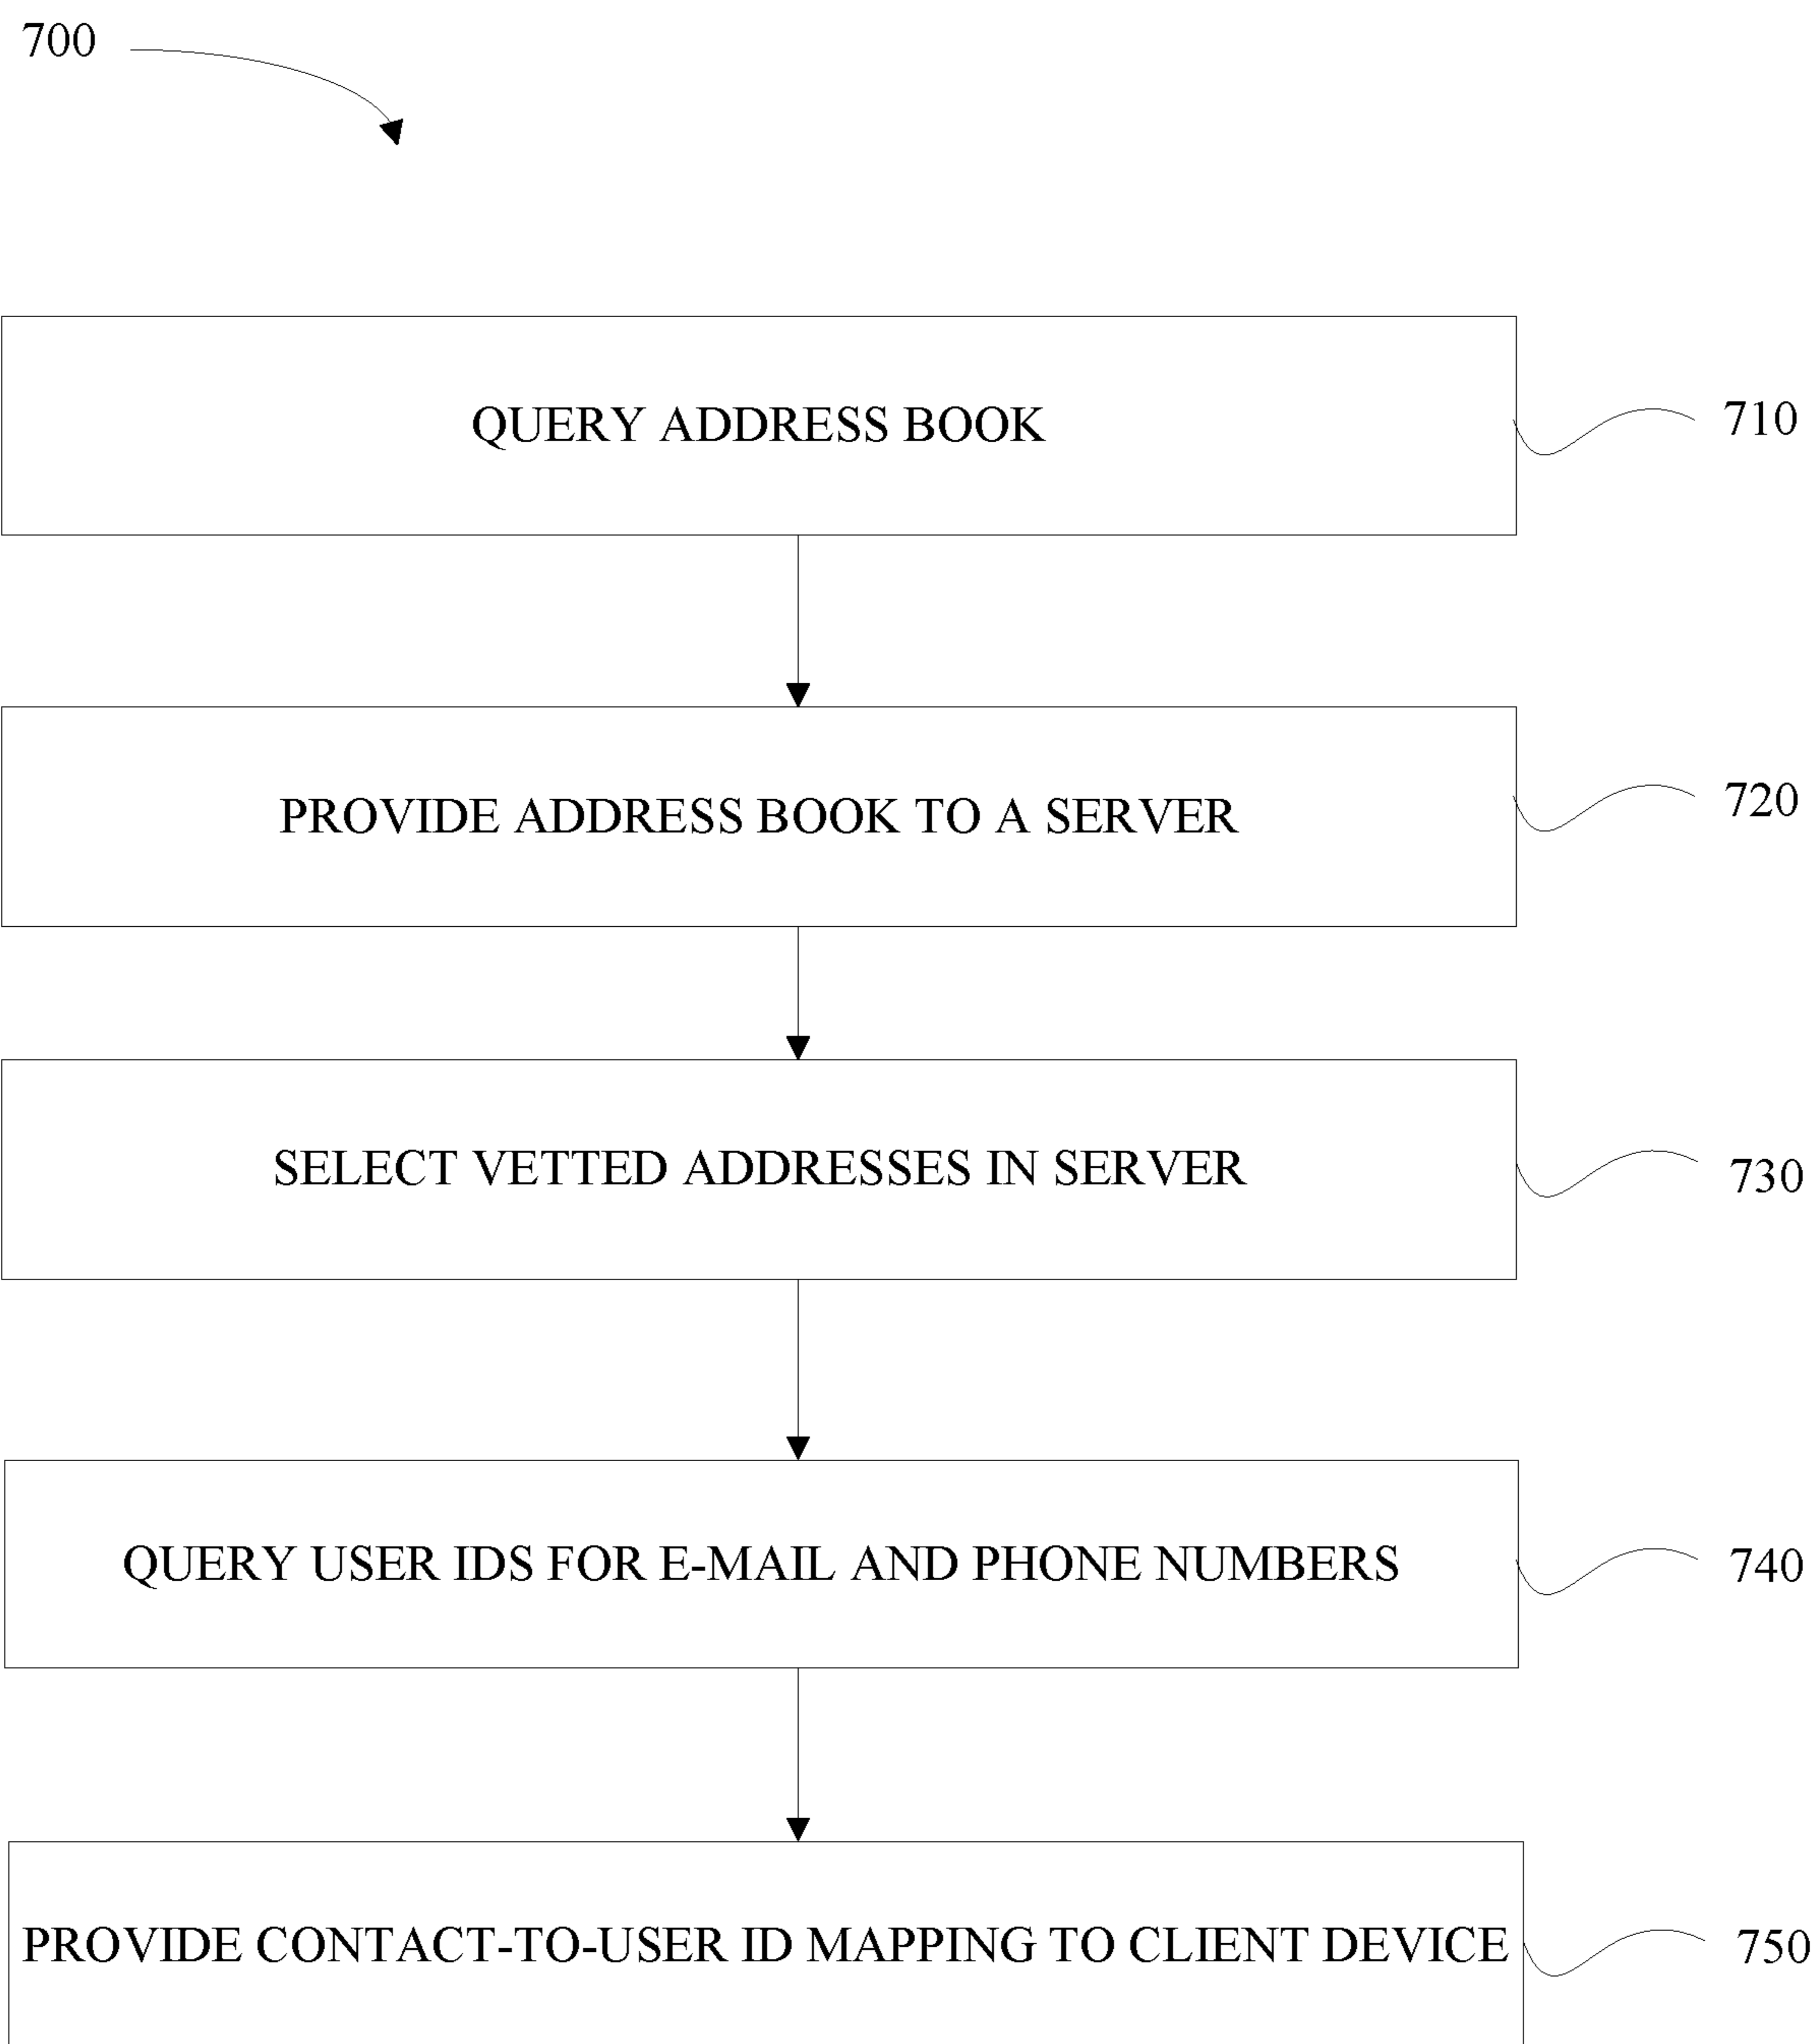 700
QUERY ADDRESS BOOK
710
PROVIDE ADDRESS BOOK TO A SERVER
720
SELECT VETTED ADDRESSES IN SERVER
730
QUERY USER IDS FOR E-MAIL AND PHONE NUMBERS
740
PROVIDE CONTACT-TO-USER ID MAPPING TO CLIENT DEVICE
750